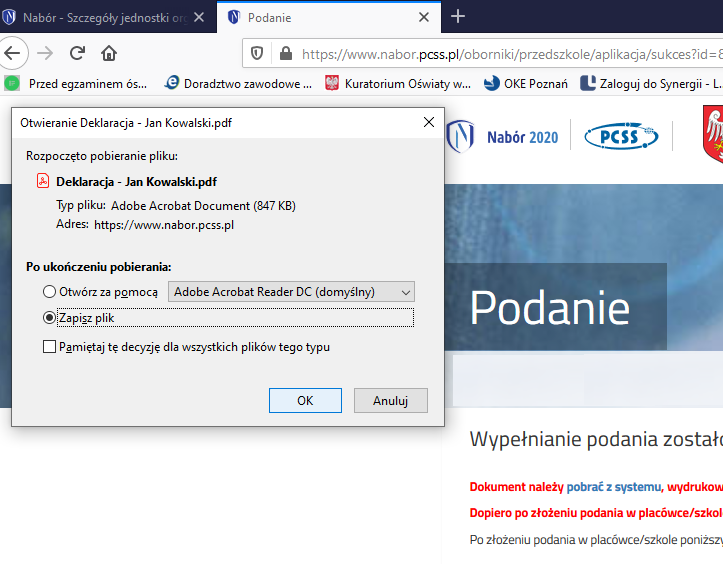 Nabór - Szczegóły jednostki org
Podanie
https://www.nabor.pcss.pl/oborniki/przedszkole/aplikacja/sukces?id=8
Przed egzaminem ós...
Doradztwo zawodowe ...
Kuratorium Oświaty w...
OKE Poznań
Zaloguj do Synergii - L...
Otwieranie Deklaracja - Jan Kowalski.pdf
Rozpoczęto pobieranie pliku:
Deklaracja - Jan Kowalski.pdf
Typ pliku: Adobe Acrobat Document (847 KB)
Adres: https://www.nabor.pcss.pl
Po ukończeniu pobierania:
Otwórz za pomocą Adobe Acrobat Reader DC (domyślny)
Zapisz plik
Pamiętaj tę decyzję dla wszystkich plików tego typu
OK Anuluj
Nabór 2020
PCSS
Podanie
Wypełnianie podania został
Dokument należy pobrać z systemu, wydrukow
Dopiero po złożeniu podania w placówce/szkole
Po złożeniu podania w placówce/szkole poniższy